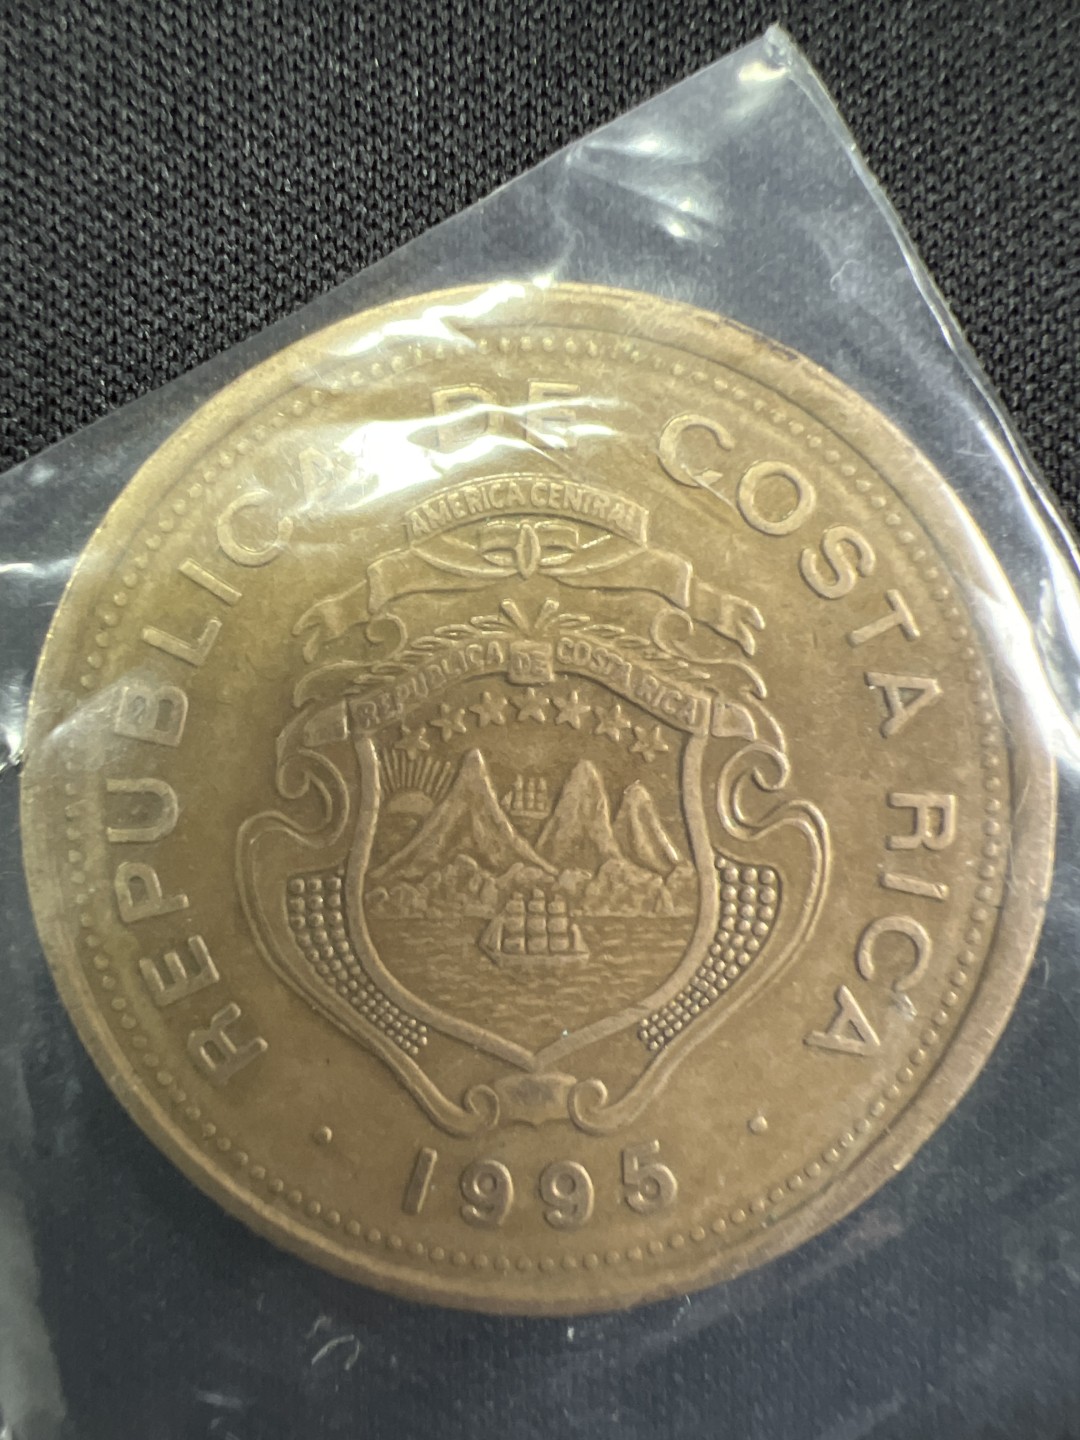 REPUBLICA DE COSTA RICA
AMERICA CENTRAL
REPUBLICA DE COSTA RICA
· 1995 ·